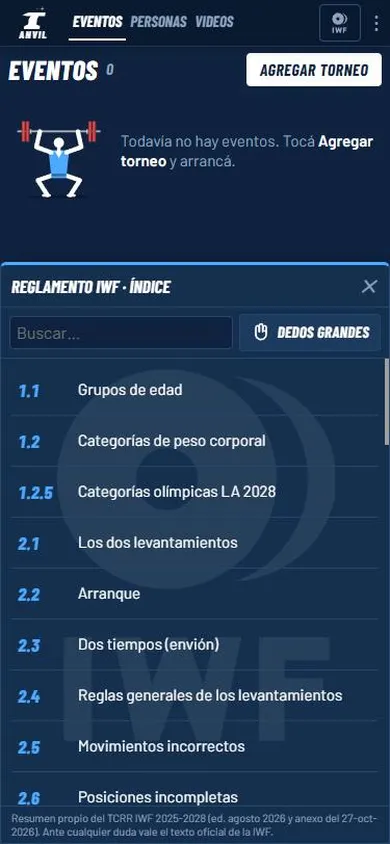 ANVIL
EVENTOS PERSONAS VIDEOS
IWF
EVENTOS 0
AGREGAR TORNEO
Todavía no hay eventos. Tocá Agregar
torneo y arrancá.
REGLAMENTO IWF · ÍNDICE
Buscar...
DEDOS GRANDES
1.1 Grupos de edad
1.2 Categorías de peso corporal
1.2.5 Categorías olímpicas LA 2028
2.1 Los dos levantamientos
2.2 Arranque
2.3 Dos tiempos (envión)
2.4 Reglas generales de los levantamientos
2.5 Movimientos incorrectos
2.6 Posiciones incompletas
IWF
Resumen propio del TCRR IWF 2025-2028 (ed. agosto 2026 y anexo del 27-oct-
2026). Ante cualquier duda vale el texto oficial de la IWF.